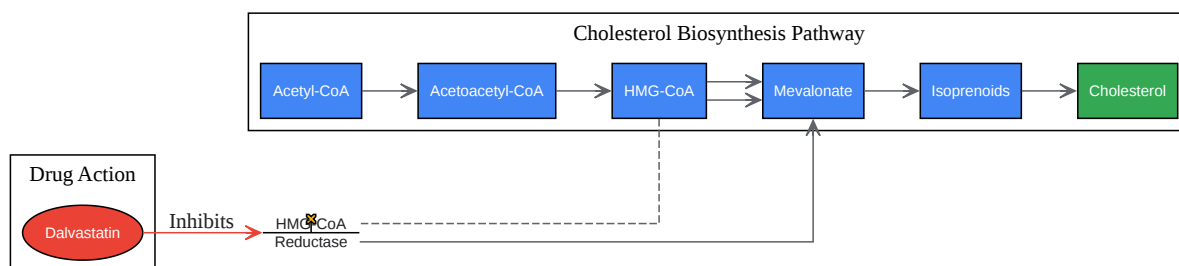 Cholesterol Biosynthesis Pathway
Acetyl-CoA
Acetoacetyl-CoA
HMG-CoA
Mevalonate
Isoprenoids
Cholesterol
Drug Action
Dalvastatin
Inhibits
HMG-CoA
Reductase